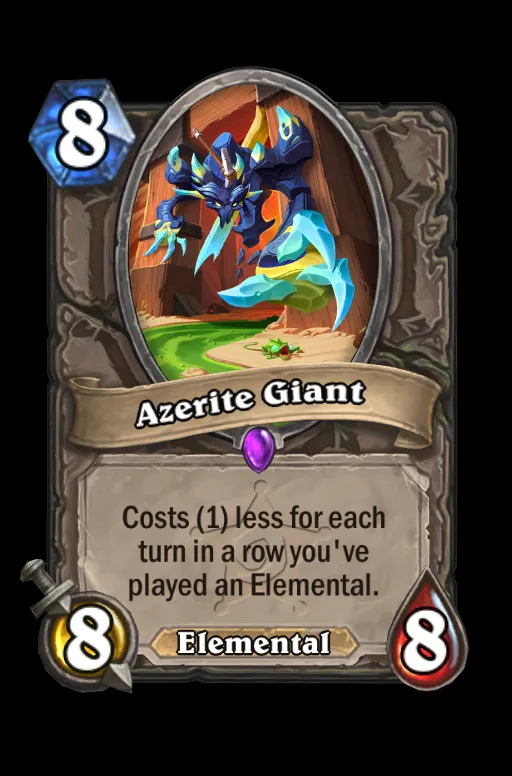 8
Azerite Giant
Costs (1) less for each
turn in a row you've
played an Elemental.
8
Elemental
8